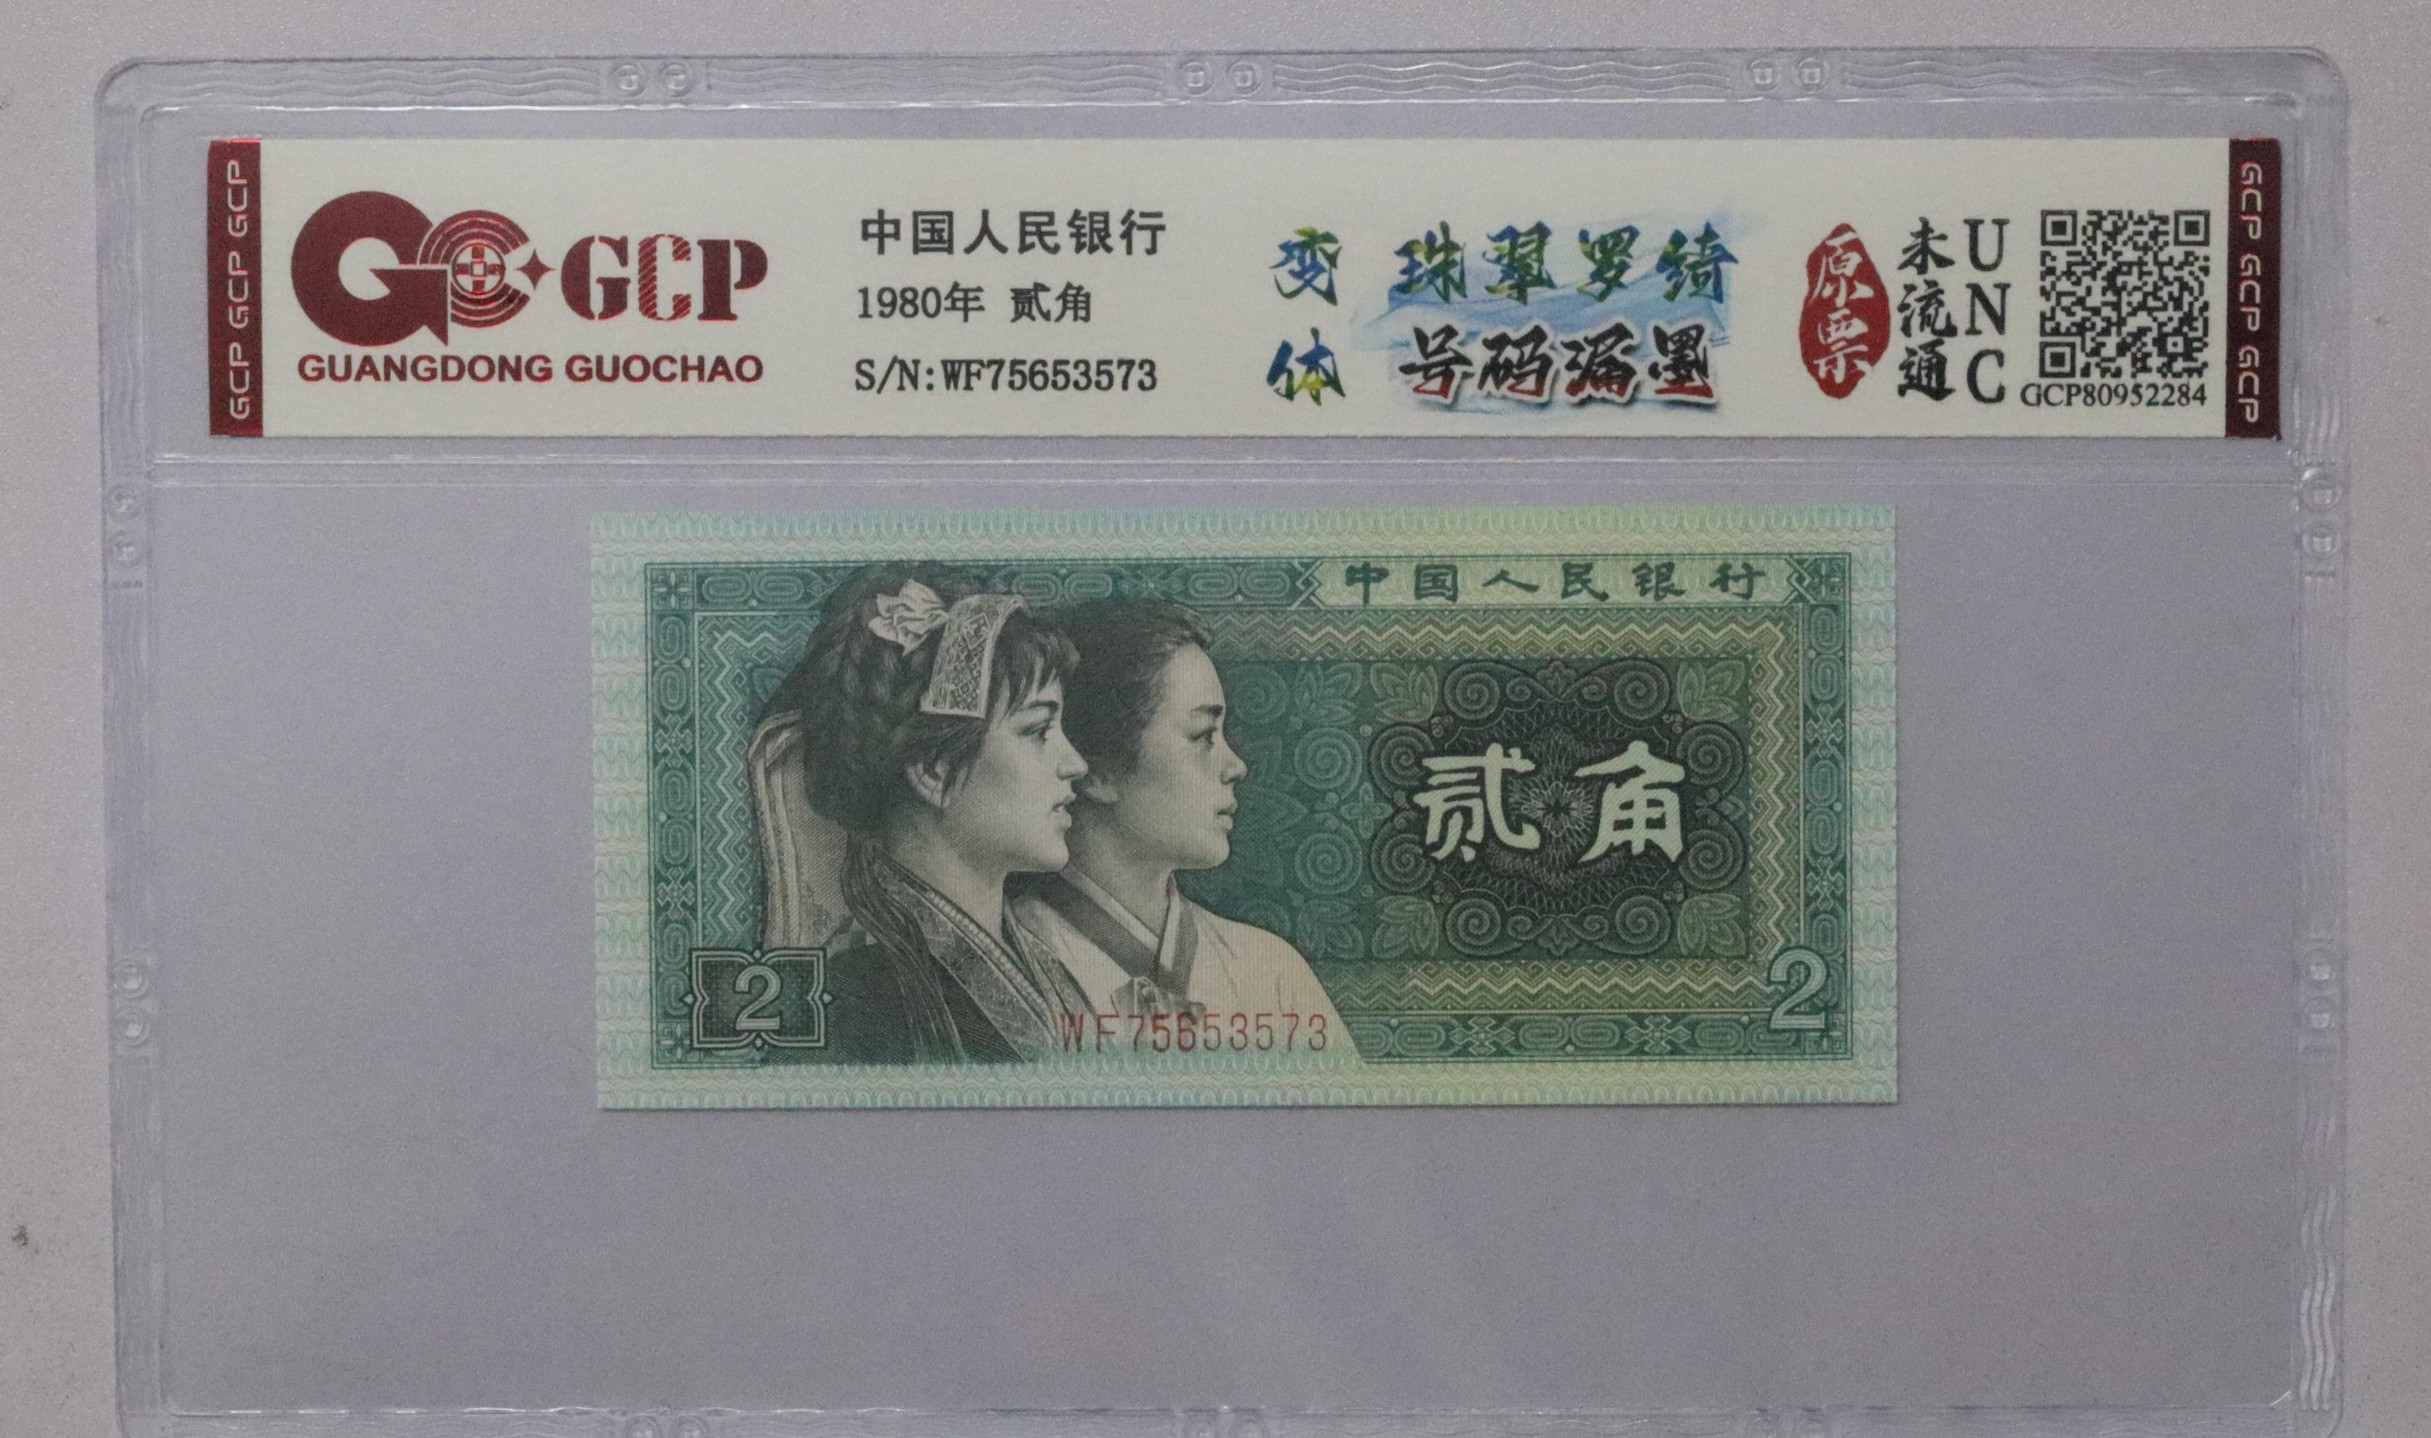 GCP GCP GCP
GCP
GUANGDONG GUOCHAO
中国人民银行
1980年 贰角
S/N:WF75653573
变体
珠翠罗绮
号码漏墨
原票
未流通
UNC
GCP80952284
GCP GCP GCP
中国人民银行
贰角
2
2
WF75653573